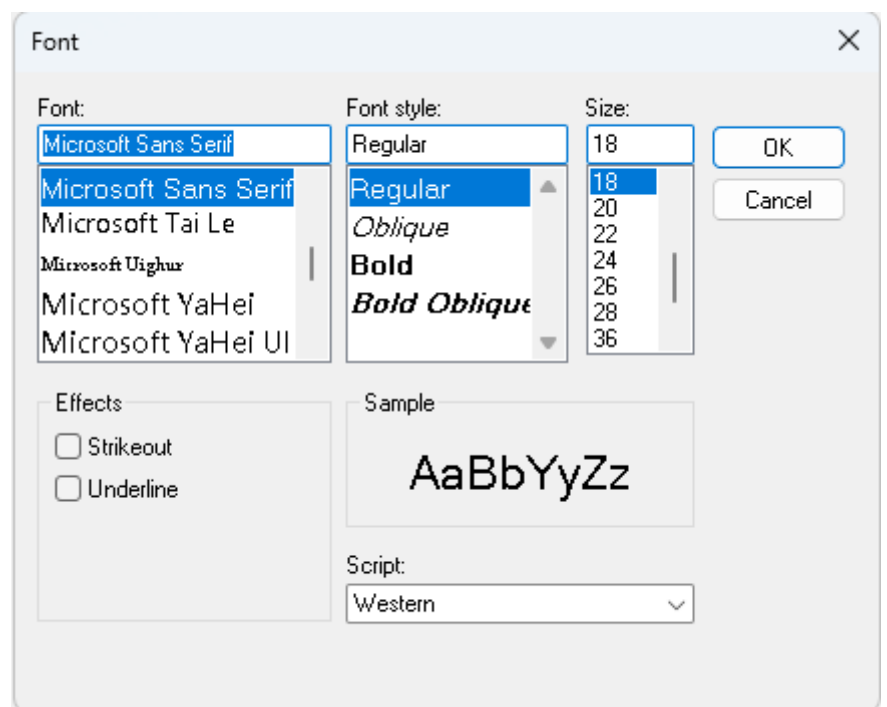 Font
Font:
Microsoft Sans Serif
Microsoft Sans Serif
Microsoft Tai Le
Microsoft Uighur
Microsoft YaHei
Microsoft YaHei UI
Font style:
Regular
Regular
Oblique
Bold
Bold Oblique
Size:
18
18
20
22
24
26
28
36
OK
Cancel
Effects
Strikeout
Underline
Sample
AaBbYyZz
Script:
Western